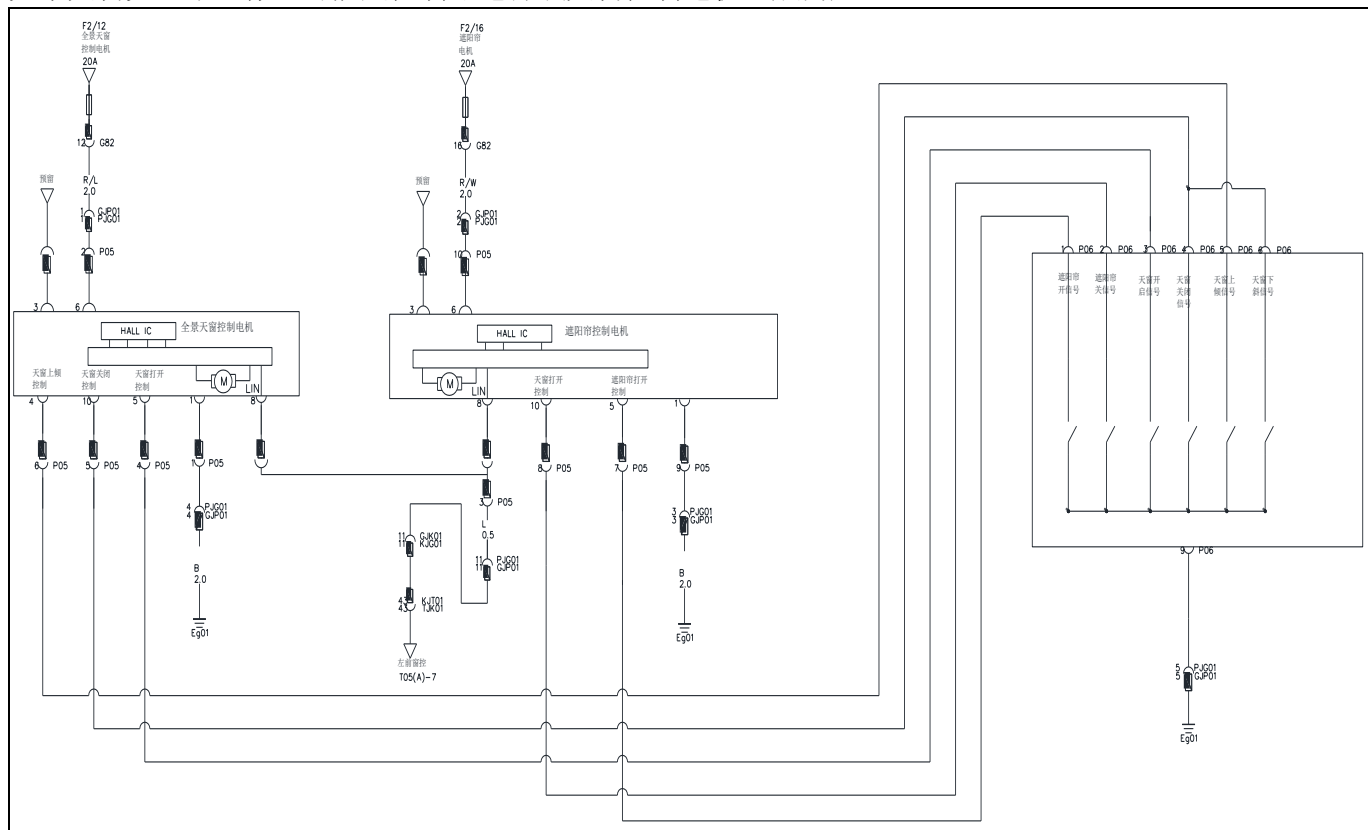 F2/12
全景天窗
控制电机
20A
12 G82
R/L
2.0
预留
1 GJP01
1 PJG01
2 P05
3
6
HALL IC
全景天窗控制电机
M
LIN
天窗上倾
控制
天窗关闭
控制
天窗打开
控制
4
10
5
1
8
6 P05
5 P05
4 P05
1 P05
4 PJG01
4 GJP01
B
2.0
Eg01
F2/16
遮阳帘
电机
20A
16 G82
R/W
2.0
预留
2 GJP01
2 PJG01
10 P05
3
6
HALL IC
遮阳帘控制电机
M
LIN
天窗打开
控制
遮阳帘打开
控制
8
10
5
1
8 P05
7 P05
9 P05
3 P05
L
0.5
11 GJK01
11 KJG01
11 PJG01
11 GJP01
43 KJT01
43 TJK01
左前窗控
T05(A)-7
3 PJG01
3 GJP01
B
2.0
Eg01
1 P06
2 P06
3 P06
4 P06
5 P06
6 P06
遮阳帘
开信号
遮阳帘
关信号
天窗开
启信号
天窗
关闭
信号
天窗上
倾信号
天窗下
斜信号
9 P06
5 PJG01
5 GJP01
Eg01